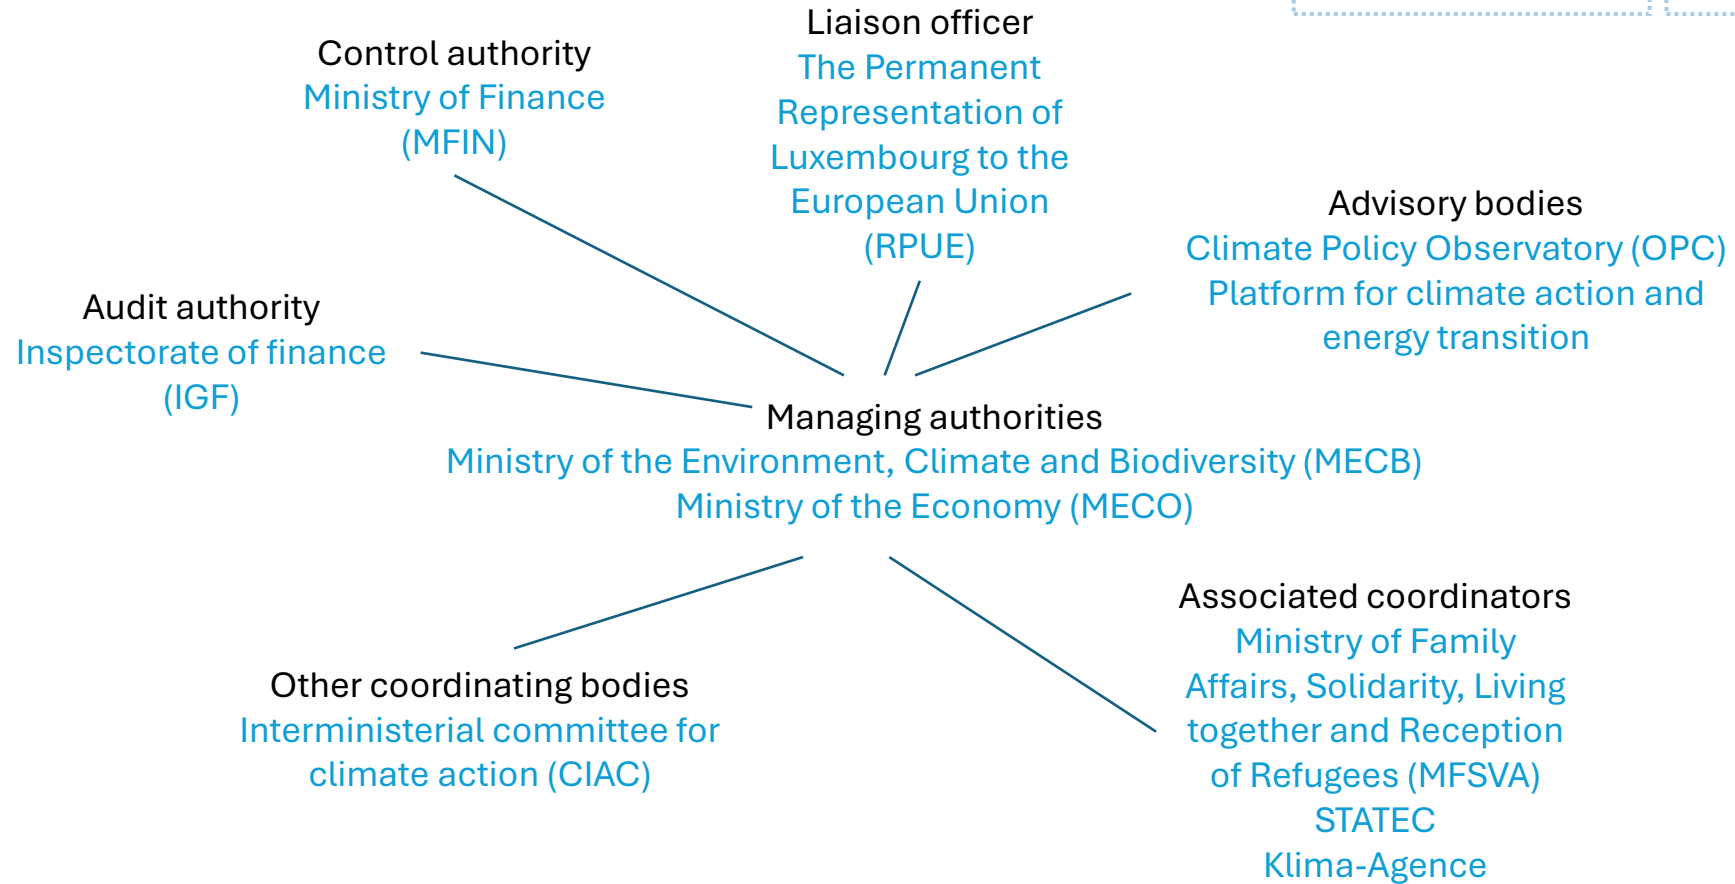 Liaison officer
The Permanent
Representation of
Luxembourg to the
European Union
(RPUE)
Control authority
Ministry of Finance
(MFIN)
Advisory bodies
Climate Policy Observatory (OPC)
Platform for climate action and
energy transition
Audit authority
Inspectorate of finance
(IGF)
Managing authorities
Ministry of the Environment, Climate and Biodiversity (MECB)
Ministry of the Economy (MECO)
Other coordinating bodies
Interministerial committee for
climate action (CIAC)
Associated coordinators
Ministry of Family
Affairs, Solidarity, Living
together and Reception
of Refugees (MFSVA)
STATEC
Klima-Agence